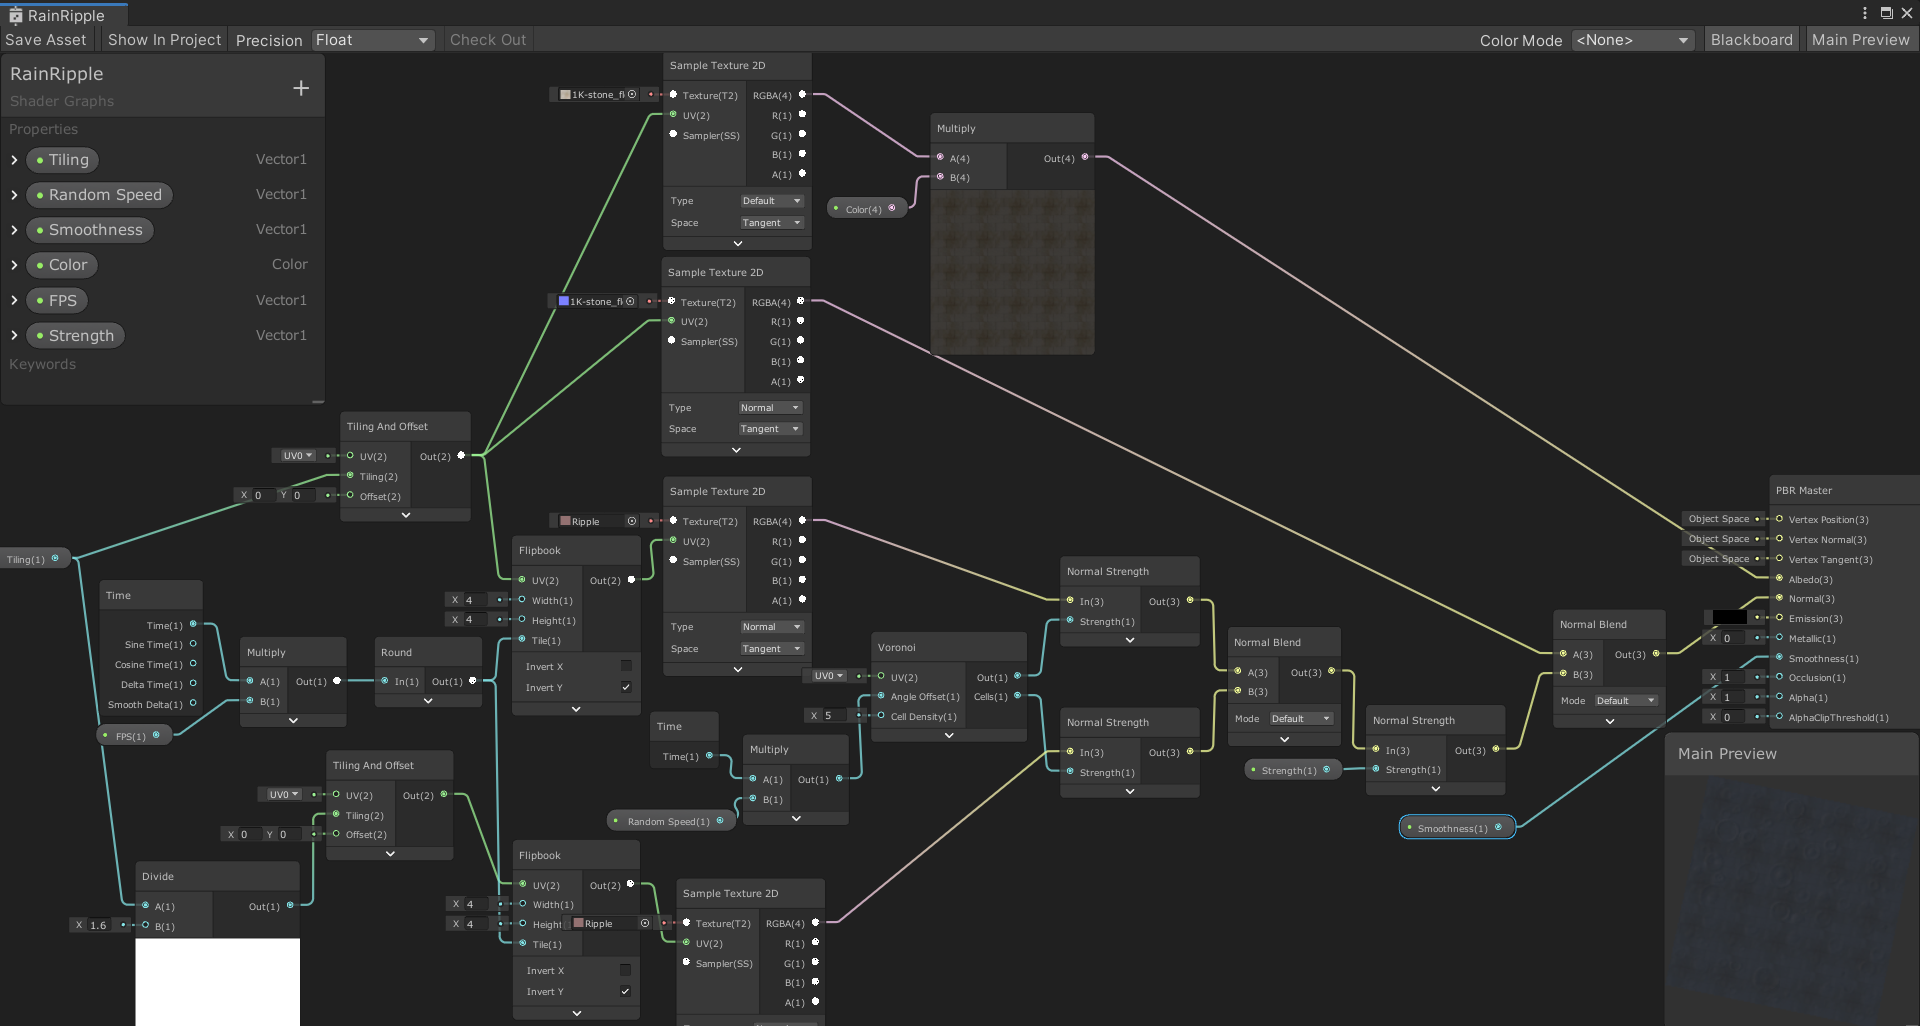 RainRipple
Save Asset
Show In Project
Precision
Float
Check Out
Color Mode
<None>
Blackboard
Main Preview
RainRipple
+
Shader Graphs
Properties
Tiling Vector1
Random Speed Vector1
Smoothness Vector1
Color Color
FPS Vector1
Strength Vector1
Keywords
Sample Texture 2D
1K-stone_fl
Texture(T2) RGBA(4)
UV(2) R(1)
Sampler(SS) G(1)
B(1)
A(1)
Type Default
Space Tangent
Multiply
A(4) Out(4)
B(4)
Color(4)
Sample Texture 2D
1K-stone_fl
Texture(T2) RGBA(4)
UV(2) R(1)
Sampler(SS) G(1)
B(1)
A(1)
Type Normal
Space Tangent
Tiling And Offset
UV0 UV(2) Out(2)
Tiling(2)
X 0 Y 0 Offset(2)
Tiling(1)
Sample Texture 2D
Ripple
Texture(T2) RGBA(4)
UV(2) R(1)
Sampler(SS) G(1)
B(1)
A(1)
Type Normal
Space Tangent
Flipbook
UV(2) Out(2)
X 4 Width(1)
X 4 Height(1)
Tile(1)
Invert X
Invert Y
Time
Time(1)
Sine Time(1)
Cosine Time(1)
Delta Time(1)
Smooth Delta(1)
FPS(1)
Multiply
A(1) Out(1)
B(1)
Round
In(1) Out(1)
Tiling And Offset
UV0 UV(2) Out(2)
Tiling(2)
X 0 Y 0 Offset(2)
Divide
A(1) Out(1)
X 1.6 B(1)
Time
Time(1)
Multiply
A(1) Out(1)
B(1)
Random Speed(1)
Voronoi
UV0 UV(2) Out(1)
Angle Offset(1) Cells(1)
X 5 Cell Density(1)
Flipbook
UV(2) Out(2)
X 4 Width(1)
X 4 Height
Tile(1)
Invert X
Invert Y
Sample Texture 2D
Ripple
Texture(T2) RGBA(4)
UV(2) R(1)
Sampler(SS) G(1)
B(1)
A(1)
Normal Strength
In(3) Out(3)
Strength(1)
Normal Strength
In(3) Out(3)
Strength(1)
Normal Blend
A(3) Out(3)
B(3)
Mode Default
Strength(1)
Normal Strength
In(3) Out(3)
Strength(1)
Smoothness(1)
Normal Blend
A(3) Out(3)
B(3)
Mode Default
PBR Master
Object Space Vertex Position(3)
Object Space Vertex Normal(3)
Object Space Vertex Tangent(3)
Albedo(3)
Normal(3)
Emission(3)
X 0 Metallic(1)
Smoothness(1)
X 1 Occlusion(1)
X 1 Alpha(1)
X 0 AlphaClipThreshold(1)
Main Preview